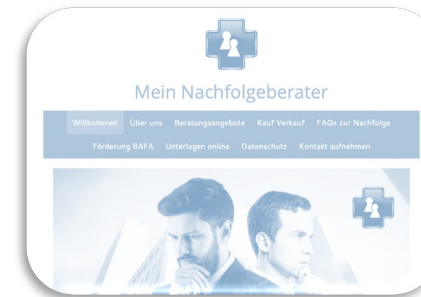 Mein Nachfolgeberater
Willkommen Über uns Beratungsangebote Kauf Verkauf FAQs zur Nachfolge
Förderung BAFA Unterlagen online Datenschutz Kontakt aufnehmen